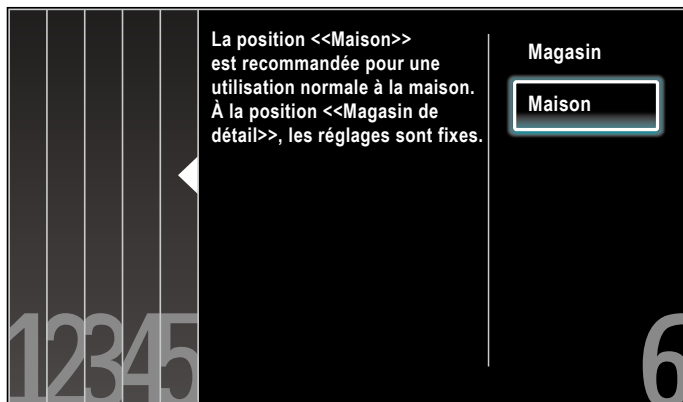 La position <<Maison>>
est recommandée pour une
utilisation normale à la maison.
À la position <<Magasin de
détail>>, les réglages sont fixes.
Magasin
Maison
12345
6